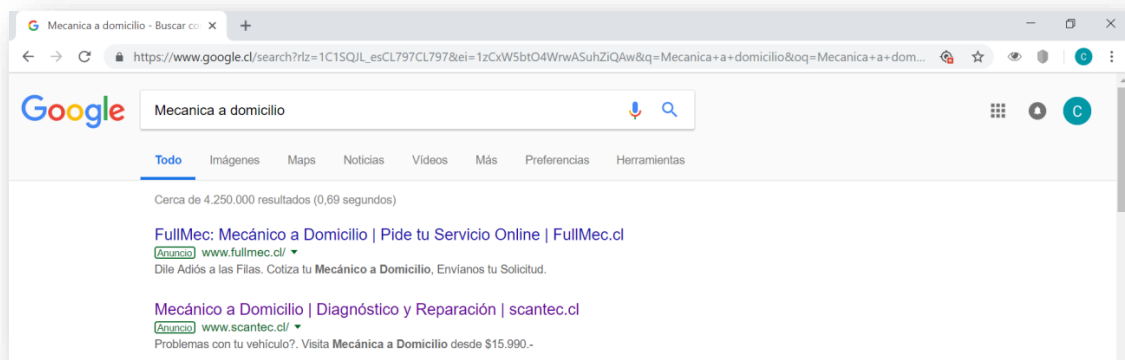 G Mecanica a domicilio - Buscar co
https://www.google.cl/search?rlz=1C1SQJL_esCL797CL797&ei=1zCxW5btO4WrwASuhZiQAw&q=Mecanica+a+domicilio&oq=Mecanica+a+dom...
C
Google
Mecanica a domicilio
C
Todo Imágenes Maps Noticias Vídeos Más Preferencias Herramientas
Cerca de 4.250.000 resultados (0,69 segundos)
FullMec: Mecánico a Domicilio | Pide tu Servicio Online | FullMec.cl
Anuncio www.fullmec.cl/
Dile Adiós a las Filas. Cotiza tu Mecánico a Domicilio, Envíanos tu Solicitud.
Mecánico a Domicilio | Diagnóstico y Reparación | scantec.cl
Anuncio www.scantec.cl/
Problemas con tu vehículo?. Visita Mecánica a Domicilio desde $15.990.-